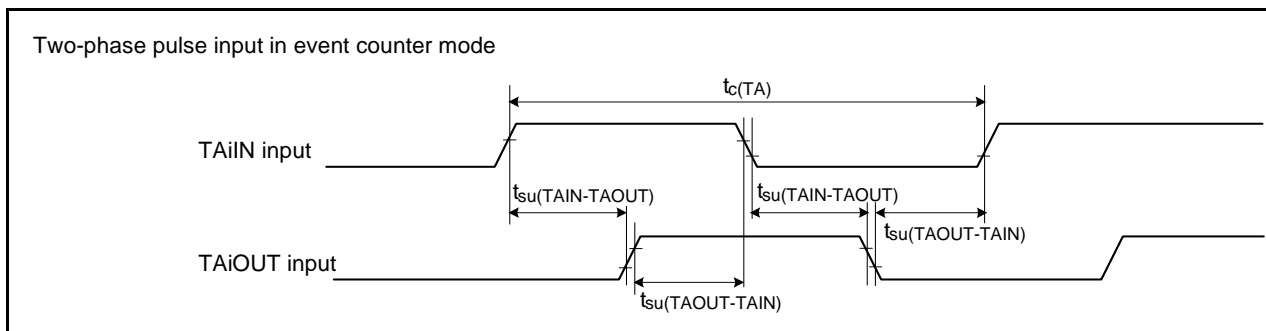 Two-phase pulse input in event counter mode
tc(TA)
TAiIN input
tsu(TAIN-TAOUT)
tsu(TAIN-TAOUT)
tsu(TAOUT-TAIN)
TAiOUT input
tsu(TAOUT-TAIN)